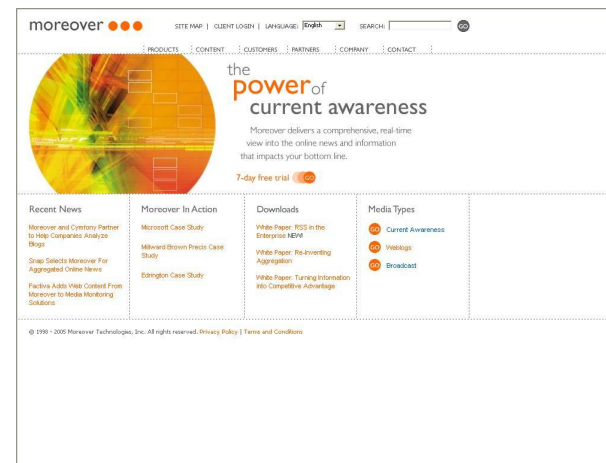 moreover
SITE MAP | CLIENT LOGIN | LANGUAGE: English SEARCH: GO
PRODUCTS CONTENT CUSTOMERS PARTNERS COMPANY CONTACT
the
power of
current awareness
Moreover delivers a comprehensive, real-time
view into the online news and information
that impacts your bottom line.
7-day free trial GO
Recent News
Moreover and Cymfony Partner
to Help Companies Analyze
Blogs
Snap Selects Moreover For
Aggregated Online News
Factiva Adds Web Content From
Moreover to Media Monitoring
Solutions
Moreover In Action
Microsoft Case Study
Millward Brown Precis Case
Study
Edrington Case Study
Downloads
White Paper: RSS in the
Enterprise NEW!
White Paper: Re-Inventing
Aggregation
White Paper: Turning Information
into Competitive Advantage
Media Types
GO Current Awareness
GO Weblogs
GO Broadcast
© 1998 - 2005 Moreover Technologies, Inc. All rights reserved. Privacy Policy | Terms and Conditions